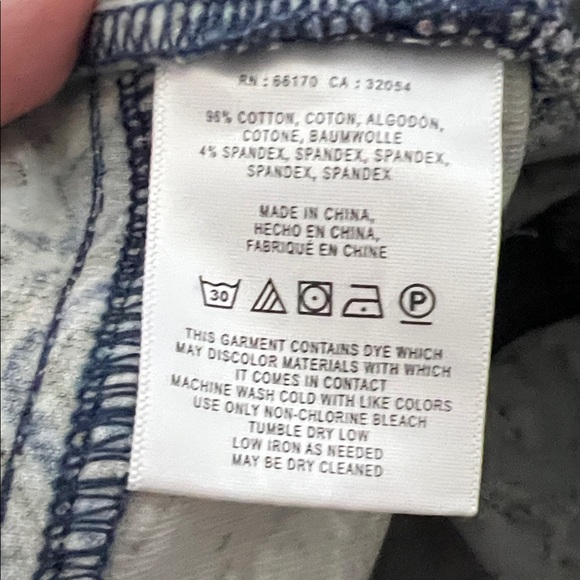 RN : 66170 CA : 32054
96% COTTON, COTON, ALGODÓN,
COTONE, BAUMWOLLE
4% SPANDEX, SPANDEX, SPANDEX,
SPANDEX, SPANDEX
MADE IN CHINA,
HECHO EN CHINA,
FABRIQUÉ EN CHINE
30 P
THIS GARMENT CONTAINS DYE WHICH
MAY DISCOLOR MATERIALS WITH WHICH
IT COMES IN CONTACT
MACHINE WASH COLD WITH LIKE COLORS
USE ONLY NON-CHLORINE BLEACH
TUMBLE DRY LOW
LOW IRON AS NEEDED
MAY BE DRY CLEANED